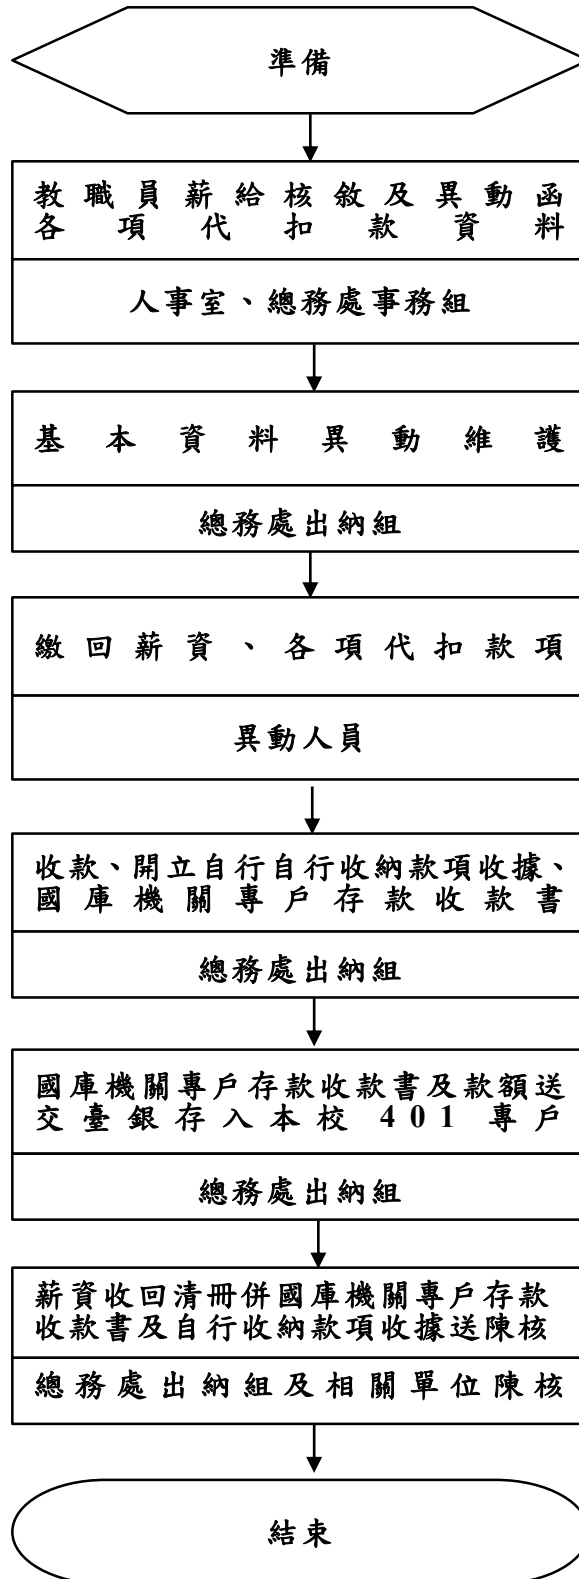 準備
教職員薪給核敘及異動函
各項代扣款資料
人事室、總務處事務組
基本資料異動維護
總務處出納組
繳回薪資、各項代扣款項
異動人員
收款、開立自行自行收納款項收據、
國庫機關專戶存款收款書
總務處出納組
國庫機關專戶存款收款書及款額送
交臺銀存入本校 401 專戶
總務處出納組
薪資收回清冊併國庫機關專戶存款
收款書及自行收納款項收據送陳核
總務處出納組及相關單位陳核
結束